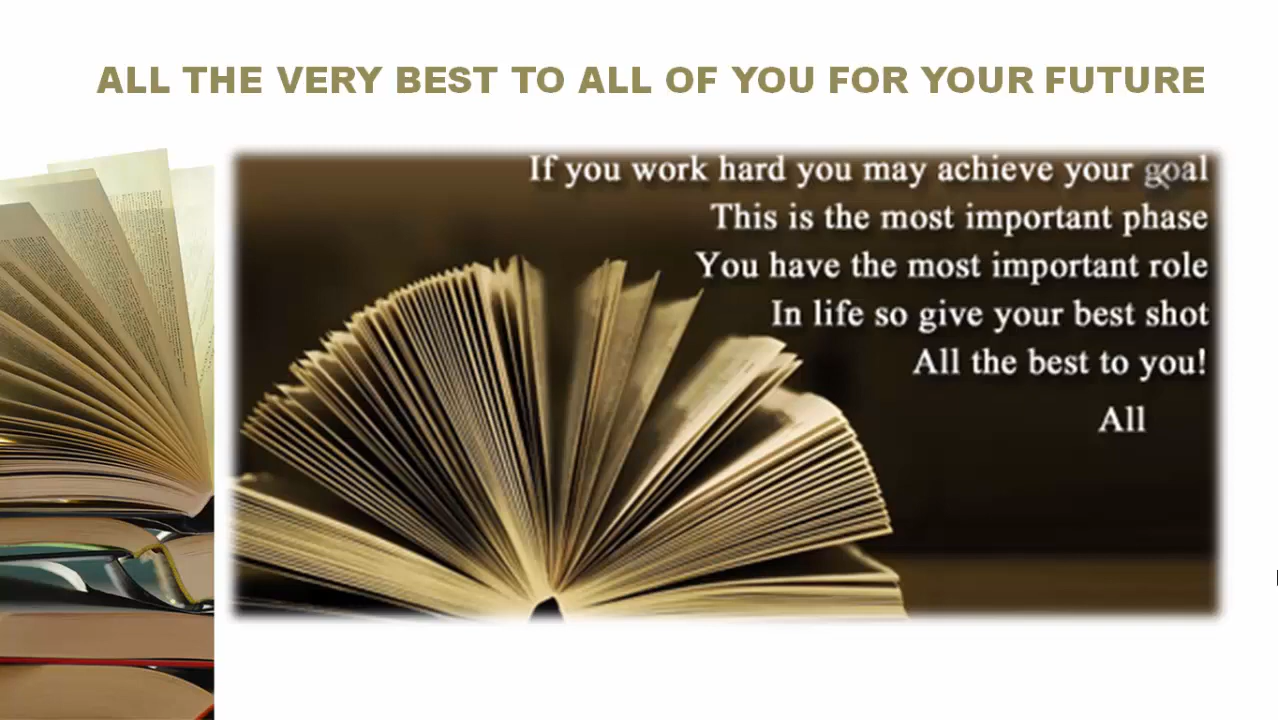 ALL THE VERY BEST TO ALL OF YOU FOR YOUR FUTURE
If you work hard you may achieve your goal
This is the most important phase
You have the most important role
In life so give your best shot
All the best to you!
All